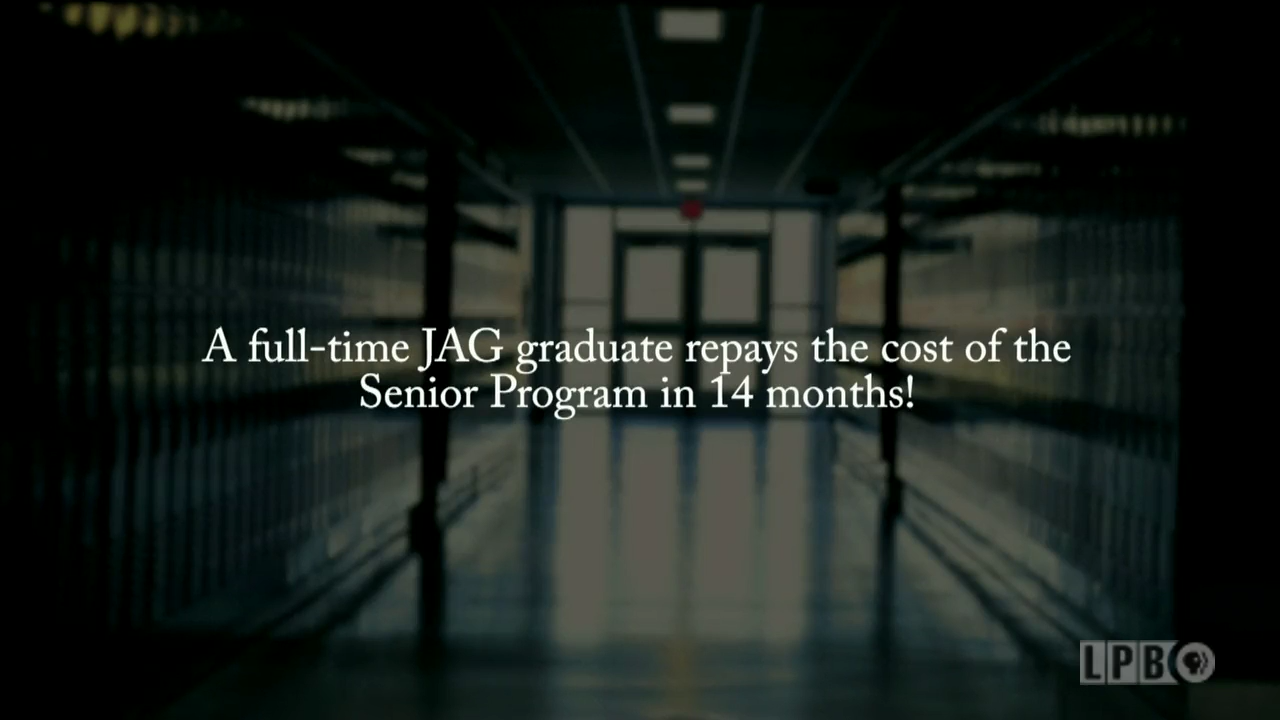 A full-time JAG graduate repays the cost of the
Senior Program in 14 months!
LPB